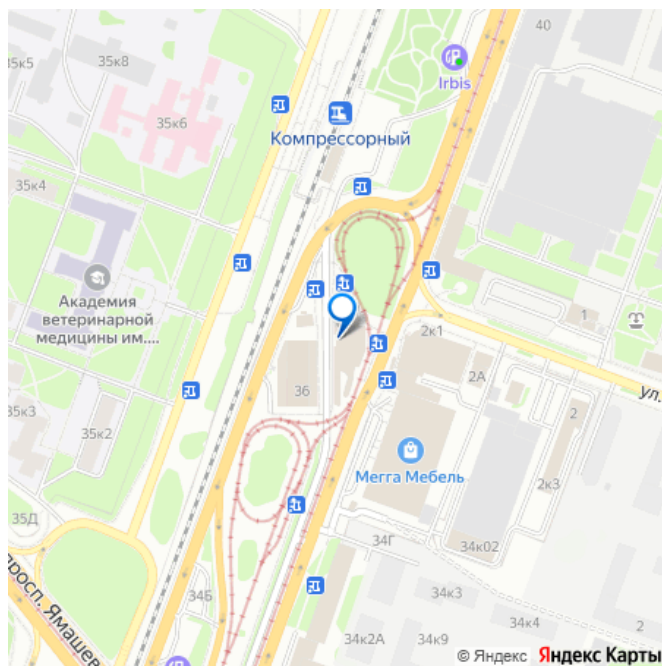 40
35к5
35к8
Irbis
35к6
Компрессорный
35к4
Академия
ветеринарной
медицины им....
1
2к1
36
2А
ул.
35к3
2
35к2
Мегга Мебель
2к3
35Д
34Г
34к02
просп. Ямашев
34Б
34к3
34к4
2
34к2А
34к9
© Яндекс Яндекс Карты